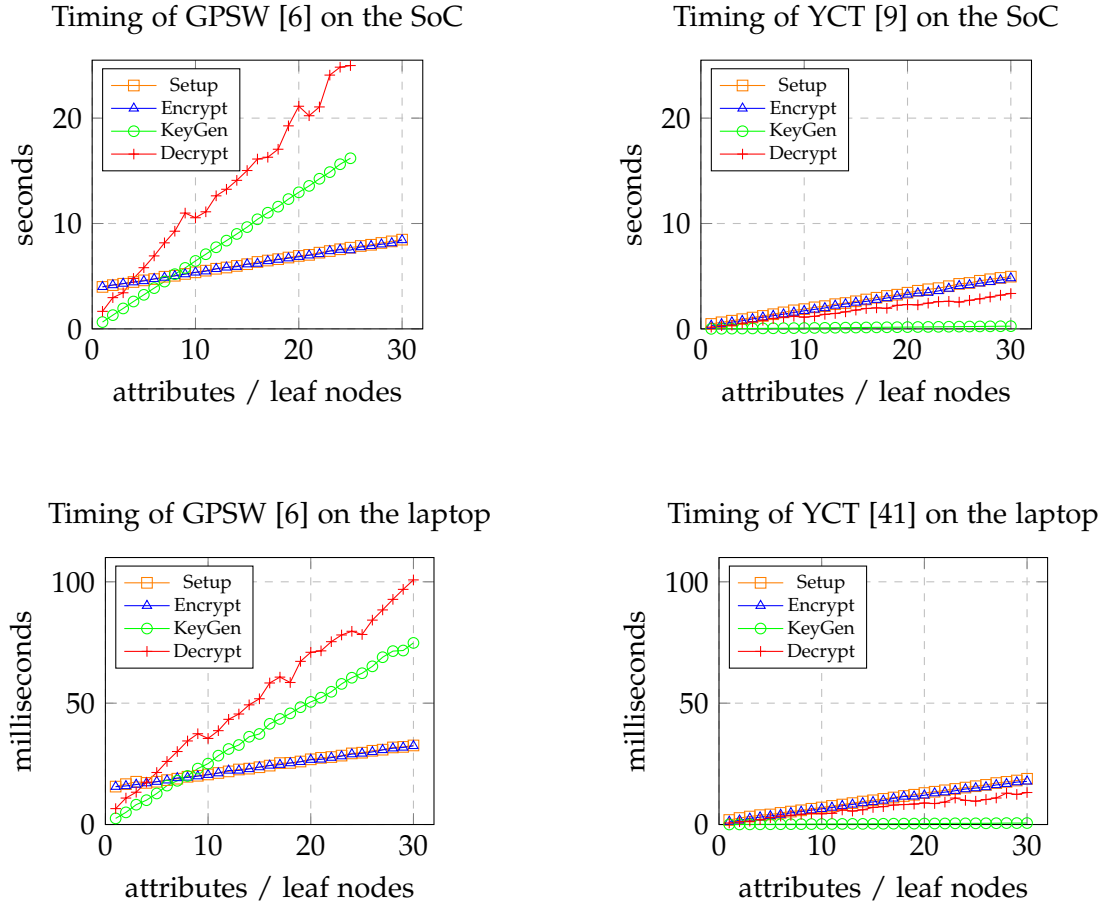 Timing of GPSW [6] on the SoC
seconds
20
10
0
Setup
Encrypt
KeyGen
Decrypt
0 10 20 30
attributes / leaf nodes
Timing of YCT [9] on the SoC
seconds
20
10
0
Setup
Encrypt
KeyGen
Decrypt
0 10 20 30
attributes / leaf nodes
Timing of GPSW [6] on the laptop
milliseconds
100
50
0
Setup
Encrypt
KeyGen
Decrypt
0 10 20 30
attributes / leaf nodes
Timing of YCT [41] on the laptop
milliseconds
100
50
0
Setup
Encrypt
KeyGen
Decrypt
0 10 20 30
attributes / leaf nodes